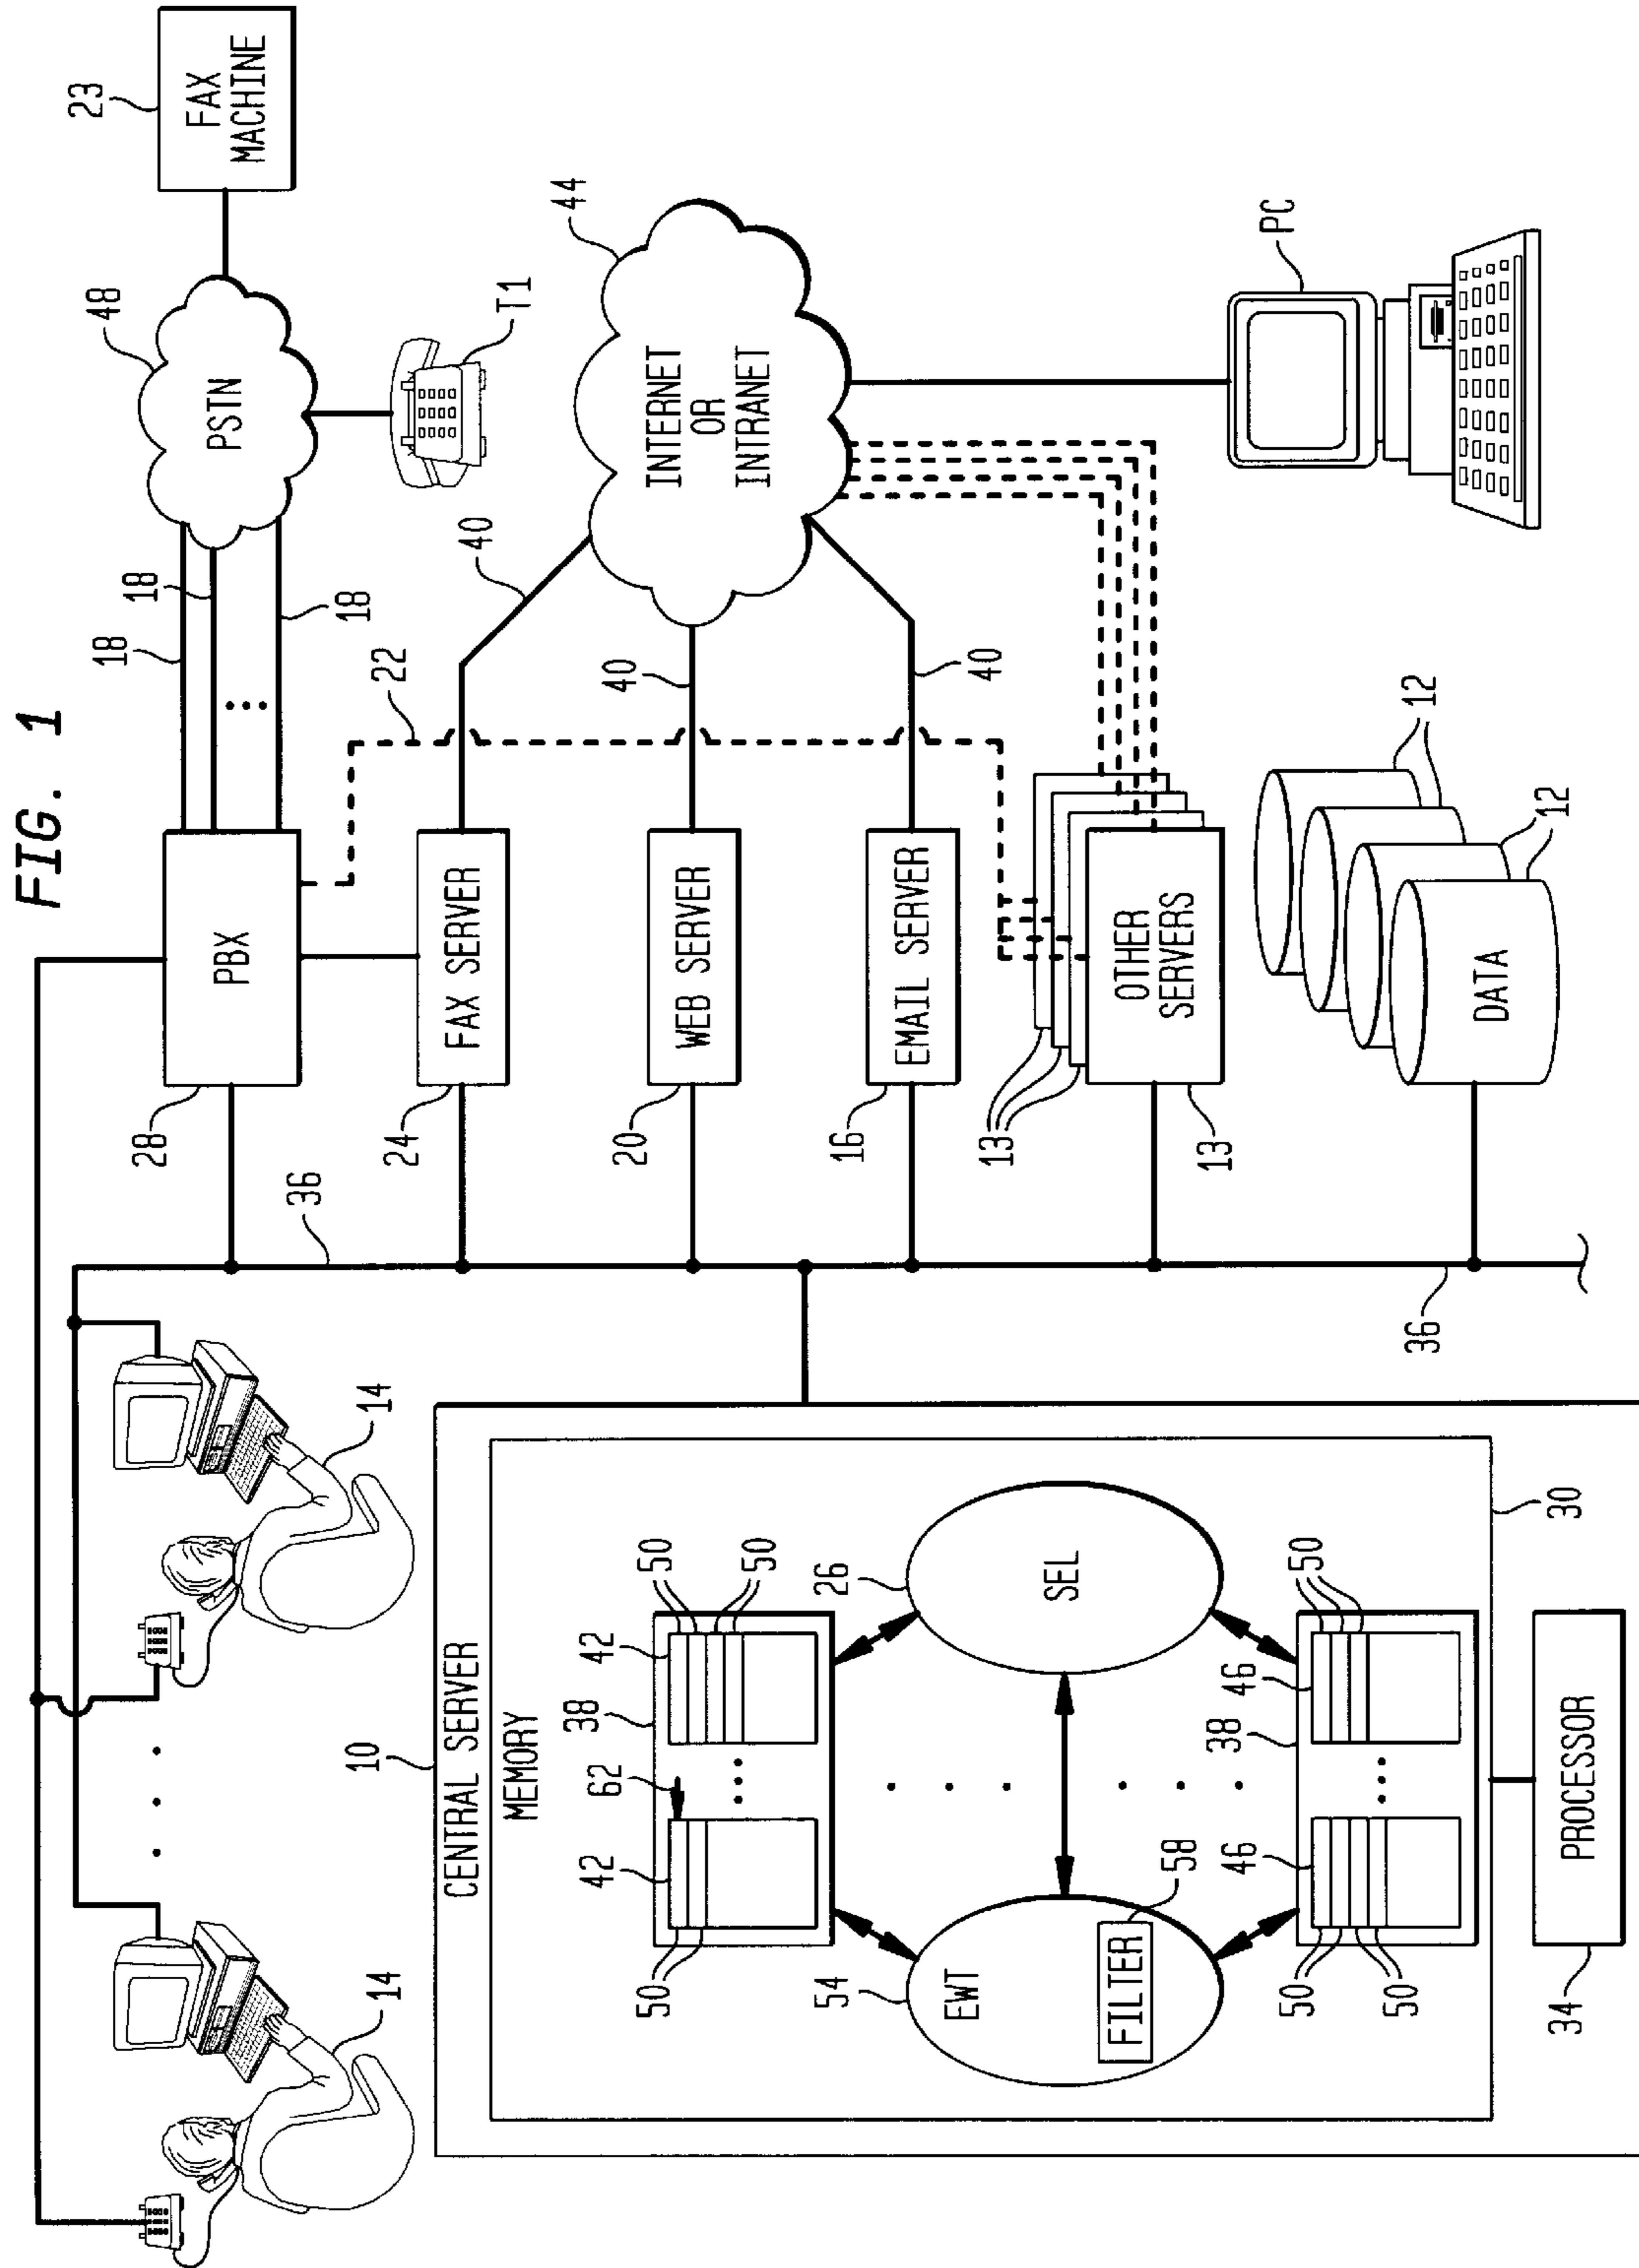 FIG. 1
23
FAX
MACHINE
48
PSTN
18
18
18
T1
28
PBX
36
14
14
22
40
24
FAX SERVER
44
INTERNET
OR
INTRANET
40
20
WEB SERVER
40
16
EMAIL SERVER
PC
13
13
OTHER
SERVERS
12
12
DATA
36
10
CENTRAL SERVER
MEMORY
62
38
42
42
50
50
50
54
EWT
FILTER
58
26
SEL
46
38
46
50
50
50
30
34
PROCESSOR